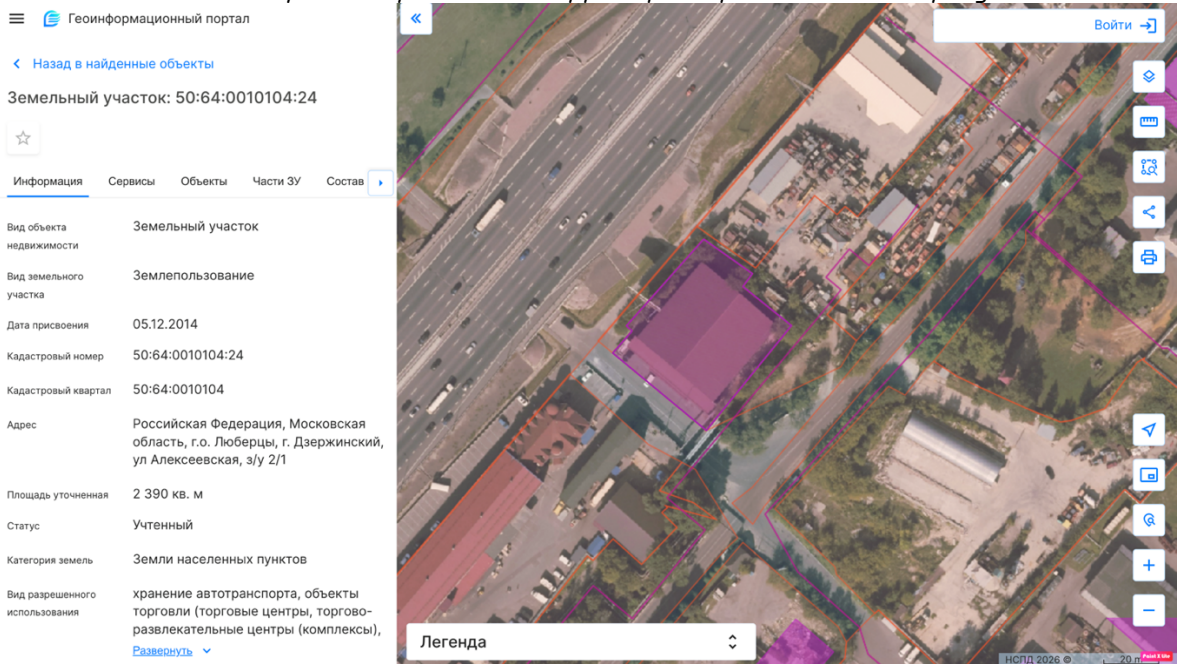 Геоинформационный портал
Войти
Назад в найденные объекты
Земельный участок: 50:64:0010104:24
Информация Сервисы Объекты Части ЗУ Состав
Вид объекта недвижимости Земельный участок
Вид земельного участка Землепользование
Дата присвоения 05.12.2014
Кадастровый номер 50:64:0010104:24
Кадастровый квартал 50:64:0010104
Адрес Российская Федерация, Московская
область, г.о. Люберцы, г. Дзержинский,
ул Алексеевская, з/у 2/1
Площадь уточненная 2 390 кв. м
Статус Учтенный
Категория земель Земли населенных пунктов
Вид разрешенного использования хранение автотранспорта, объекты
торговли (торговые центры, торгово-
развлекательные центры (комплексы),
Развернуть
Легенда
НСПД 2026 ©
20 m